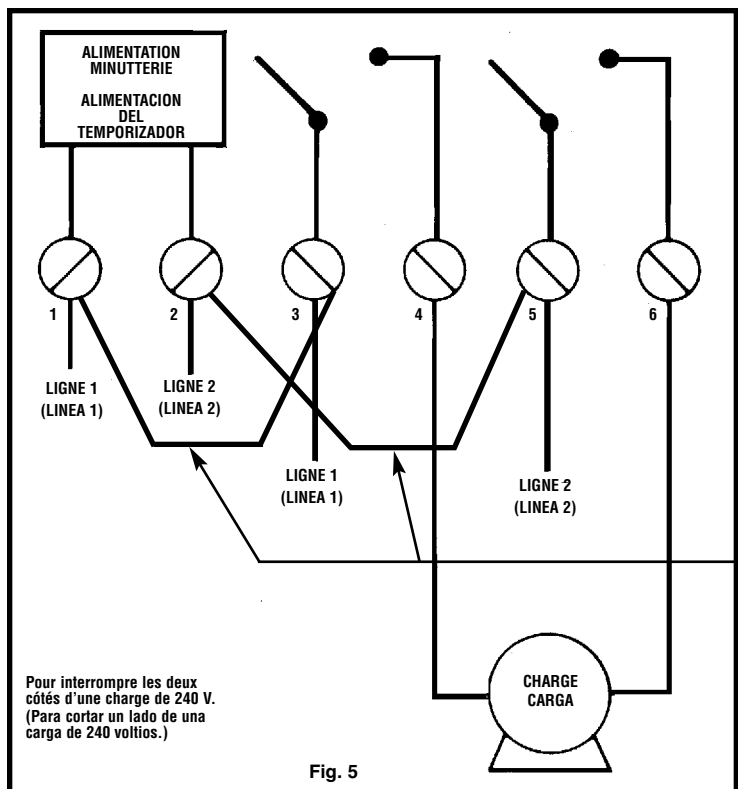 ALIMENTATION
MINUTTERIE
ALIMENTACION
DEL
TEMPORIZADOR
1
2
3
4
5
6
LIGNE 1
(LINEA 1)
LIGNE 2
(LINEA 2)
LIGNE 1
(LINEA 1)
LIGNE 2
(LINEA 2)
CHARGE
CARGA
Pour interrompre les deux
cótés d'une charge de 240 V.
(Para cortar un lado de una
carga de 240 voltios.)
Fig. 5